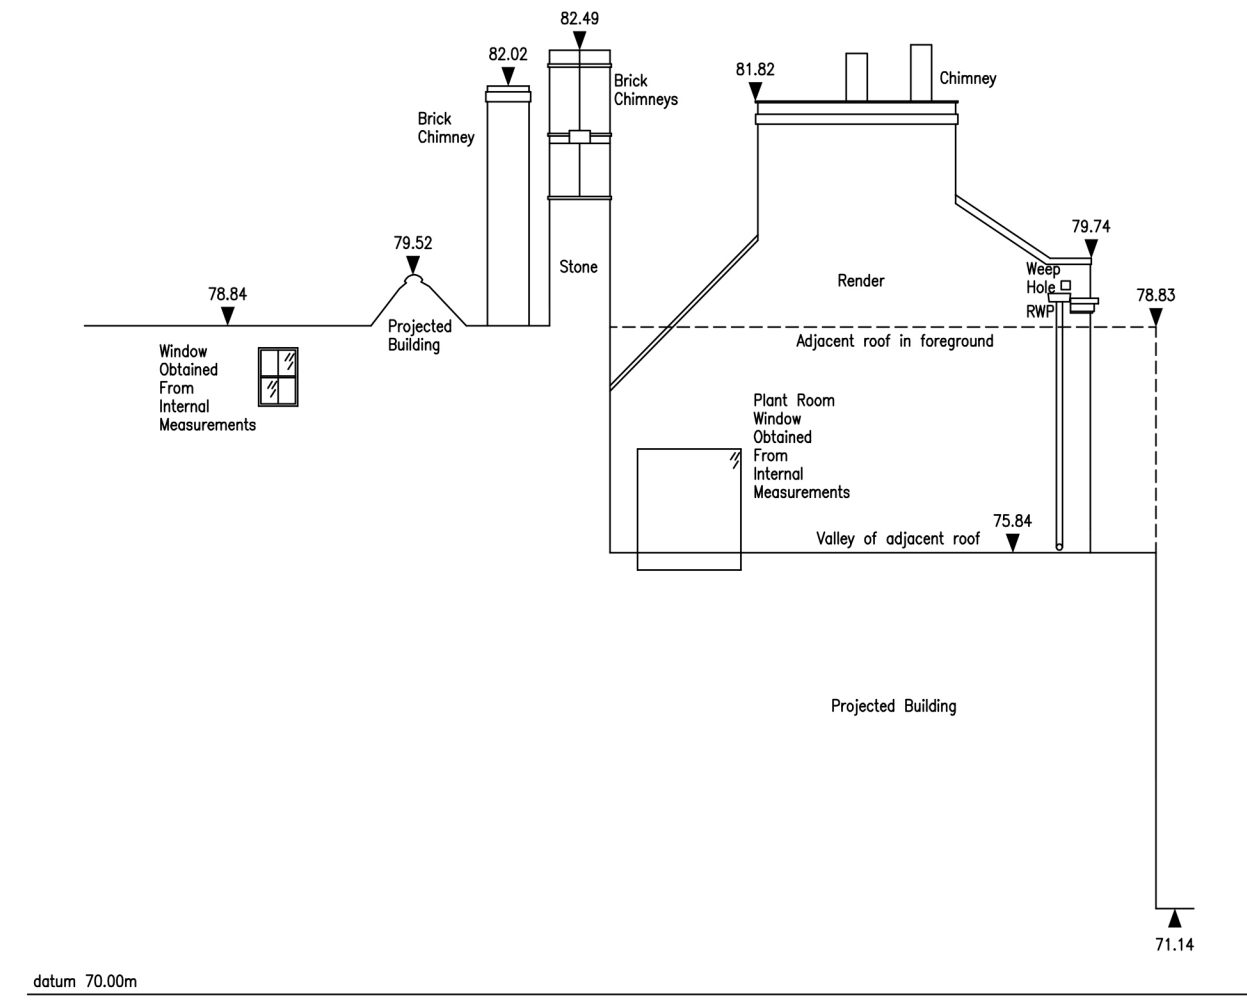 82.49
82.02
81.82
Brick
Chimneys
Chimney
Brick
Chimney
79.52
79.74
Stone
Render
Weep
Hole
RWP
78.84
78.83
Projected
Building
Adjacent roof in foreground
Window
Obtained
From
Internal
Measurements
Plant Room
Window
Obtained
From
Internal
Measurements
75.84
Valley of adjacent roof
Projected Building
71.14
datum 70.00m